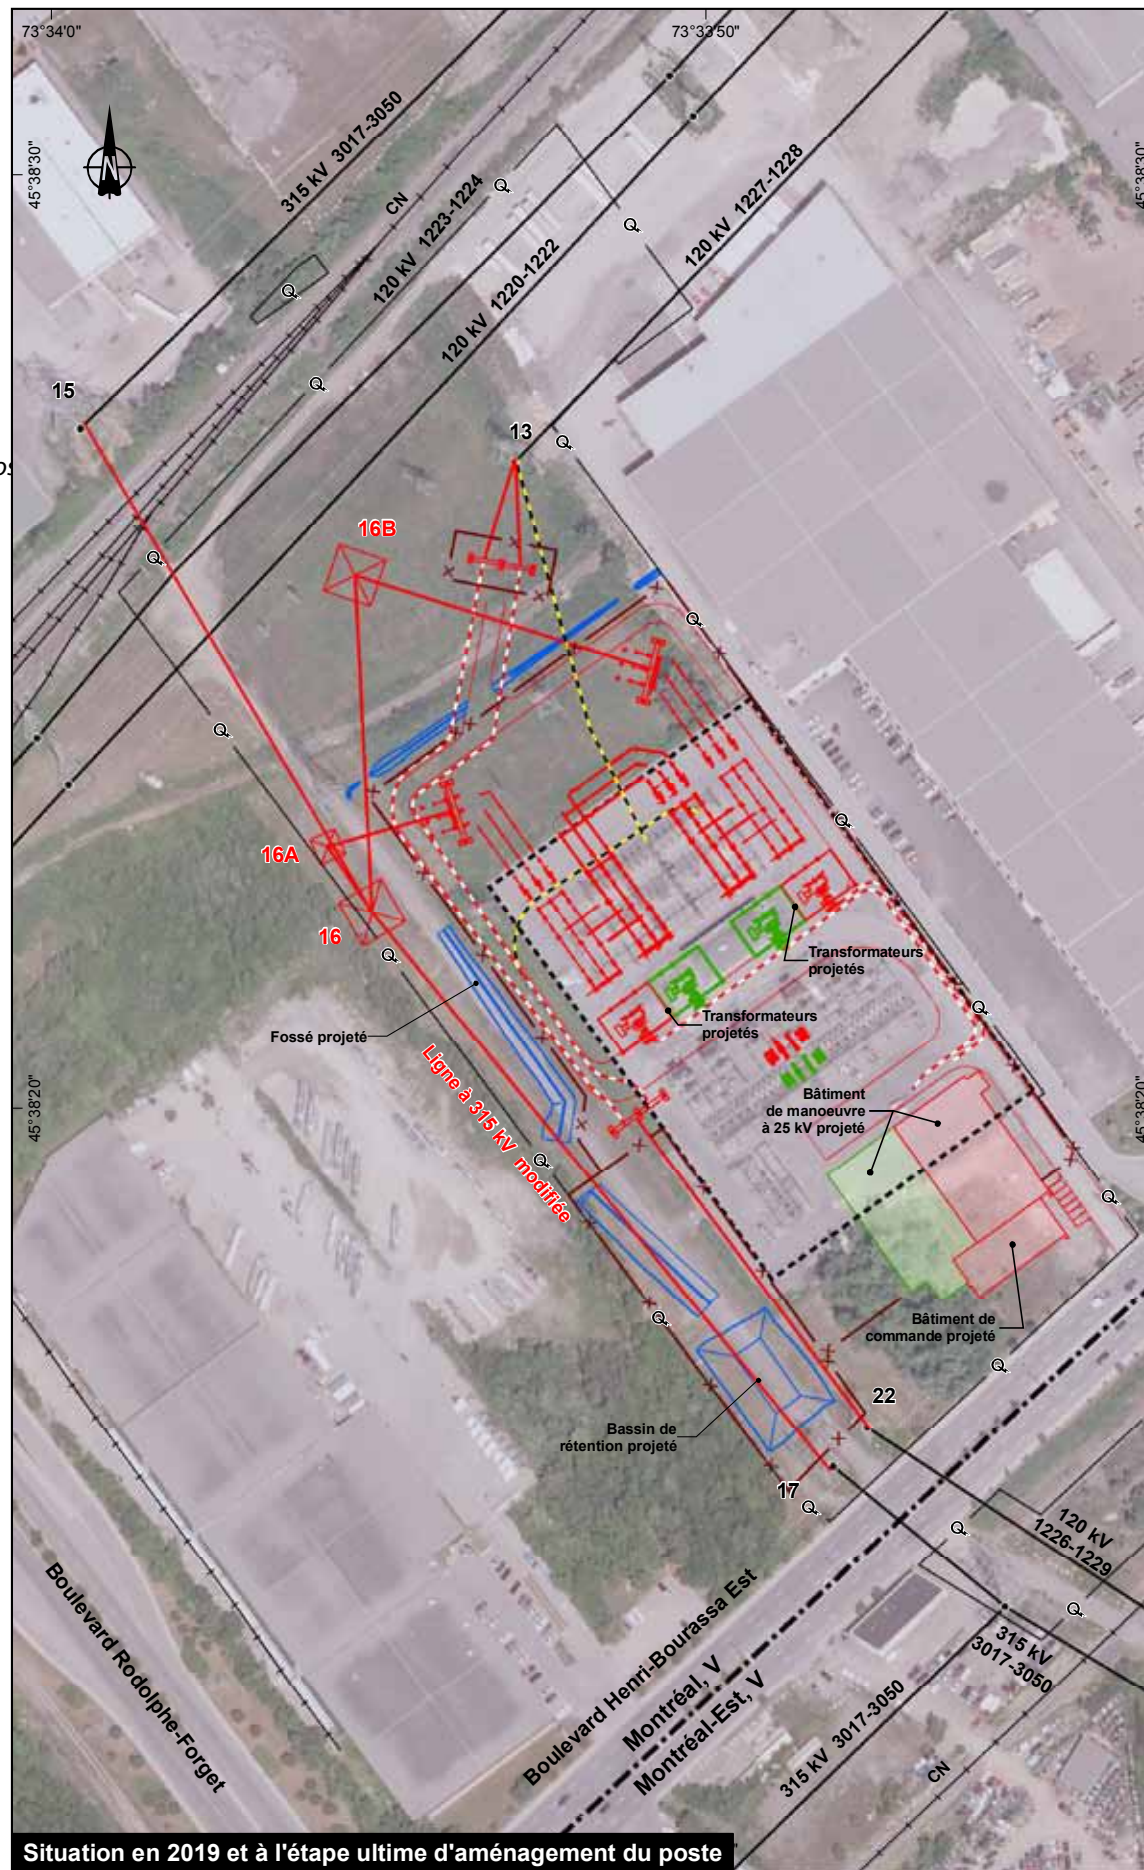 73°34'0"
73°33'50"
45°38'30"
45°38'30"
N
315 kV 3017-3050
CN
120 kV 1223-1224
120 kV 1220-1222
120 kV 1227-1228
Q
Q
Q
Q
15
13
Q
16B
Q
Q
Q
16A
16
Q
Q
Transformateurs
projetés
Transformateurs
projetés
Q
Fossé projeté
Ligne à 315 kV modifiée
Bâtiment
de manoeuvre
à 25 kV projeté
45°38'20"
45°38'20"
Q
Q
Q
Bâtiment de
commande projeté
Q
22
Bassin de
rétention projeté
17
Q
Q
120 kV
1226-1229
Q
315 kV
3017-3050
315 kV 3017-3050
CN
Boulevard Rodolphe-Forget
Boulevard Henri-Bourassa Est
Montréal, V
Montréal-Est, V
Situation en 2019 et à l'étape ultime d'aménagement du poste